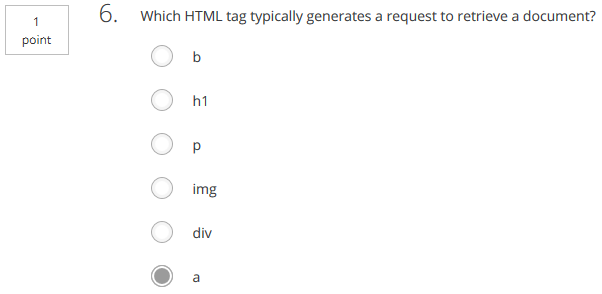 1
point
6. Which HTML tag typically generates a request to retrieve a document?
b
h1
p
img
div
a